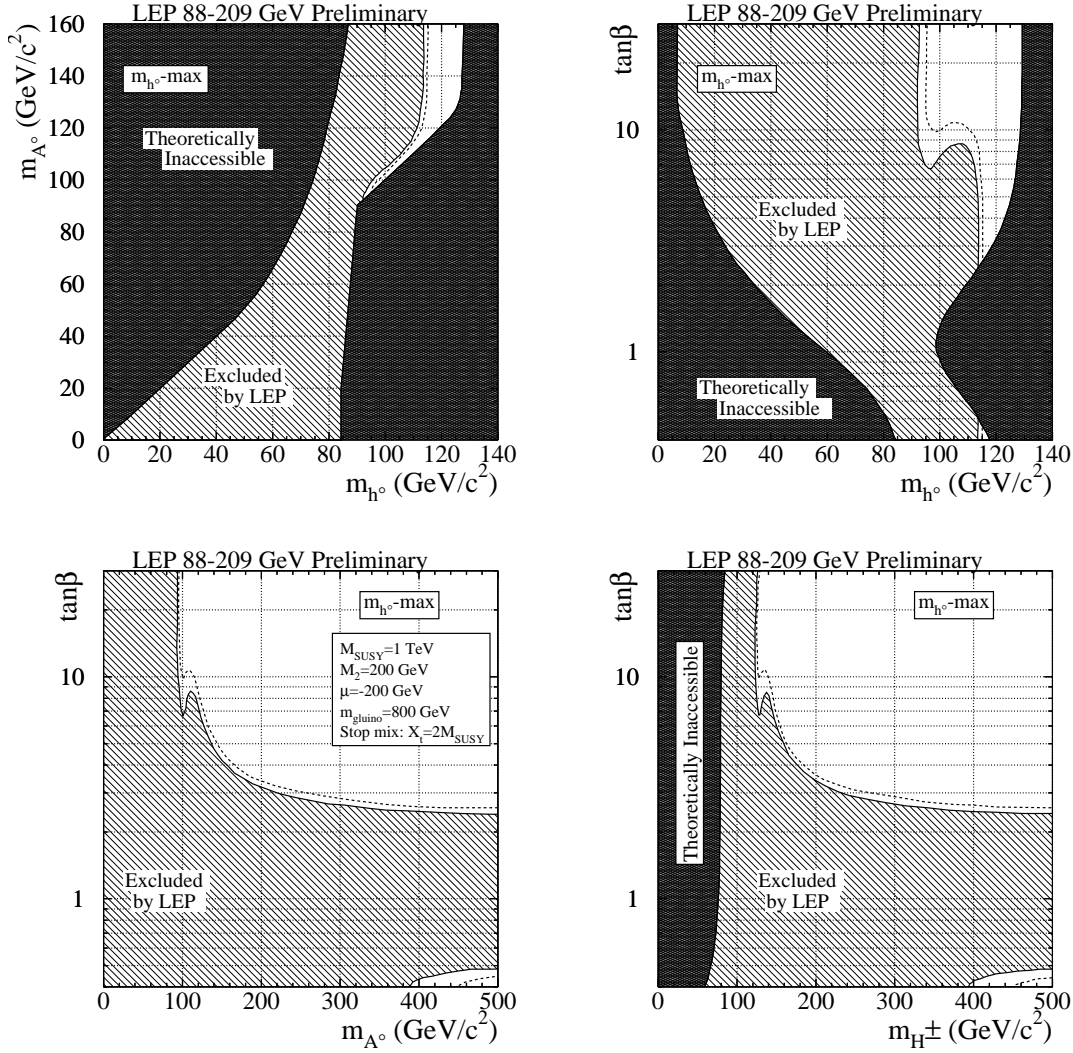 LEP 88-209 GeV Preliminary
m_A° (GeV/c²)
160
140
120
100
80
60
40
20
0
m_h°-max
Theoretically
Inaccessible
Excluded
by LEP
0 20 40 60 80 100 120 140
m_h° (GeV/c²)
LEP 88-209 GeV Preliminary
tanβ
10
1
m_h°-max
Excluded
by LEP
Theoretically
Inaccessible
0 20 40 60 80 100 120 140
m_h° (GeV/c²)
LEP 88-209 GeV Preliminary
tanβ
10
1
m_h°-max
M_SUSY=1 TeV
M_2=200 GeV
μ=-200 GeV
m_gluino=800 GeV
Stop mix: X_t=2M_SUSY
Excluded
by LEP
0 100 200 300 400 500
m_A° (GeV/c²)
LEP 88-209 GeV Preliminary
tanβ
10
1
m_h°-max
Theoretically Inaccessible
Excluded
by LEP
0 100 200 300 400 500
m_H± (GeV/c²)